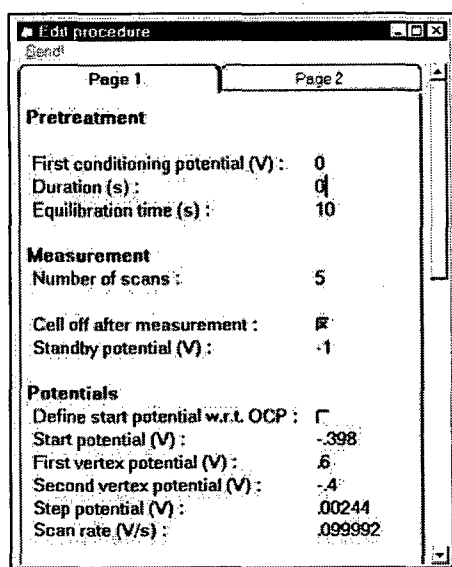 Edit procedure
Send!
Page 1 Page 2
Pretreatment
First conditioning potential (V) : 0
Duration (s) : 0
Equilibration time (s) : 10
Measurement
Number of scans : 5
Cell off after measurement :
Standby potential (V) : -1
Potentials
Define start potential w.r.t. OCP :
Start potential (V) : -.398
First vertex potential (V) : .6
Second vertex potential (V) : -.4
Step potential (V) : .00244
Scan rate (V/s) : .099992